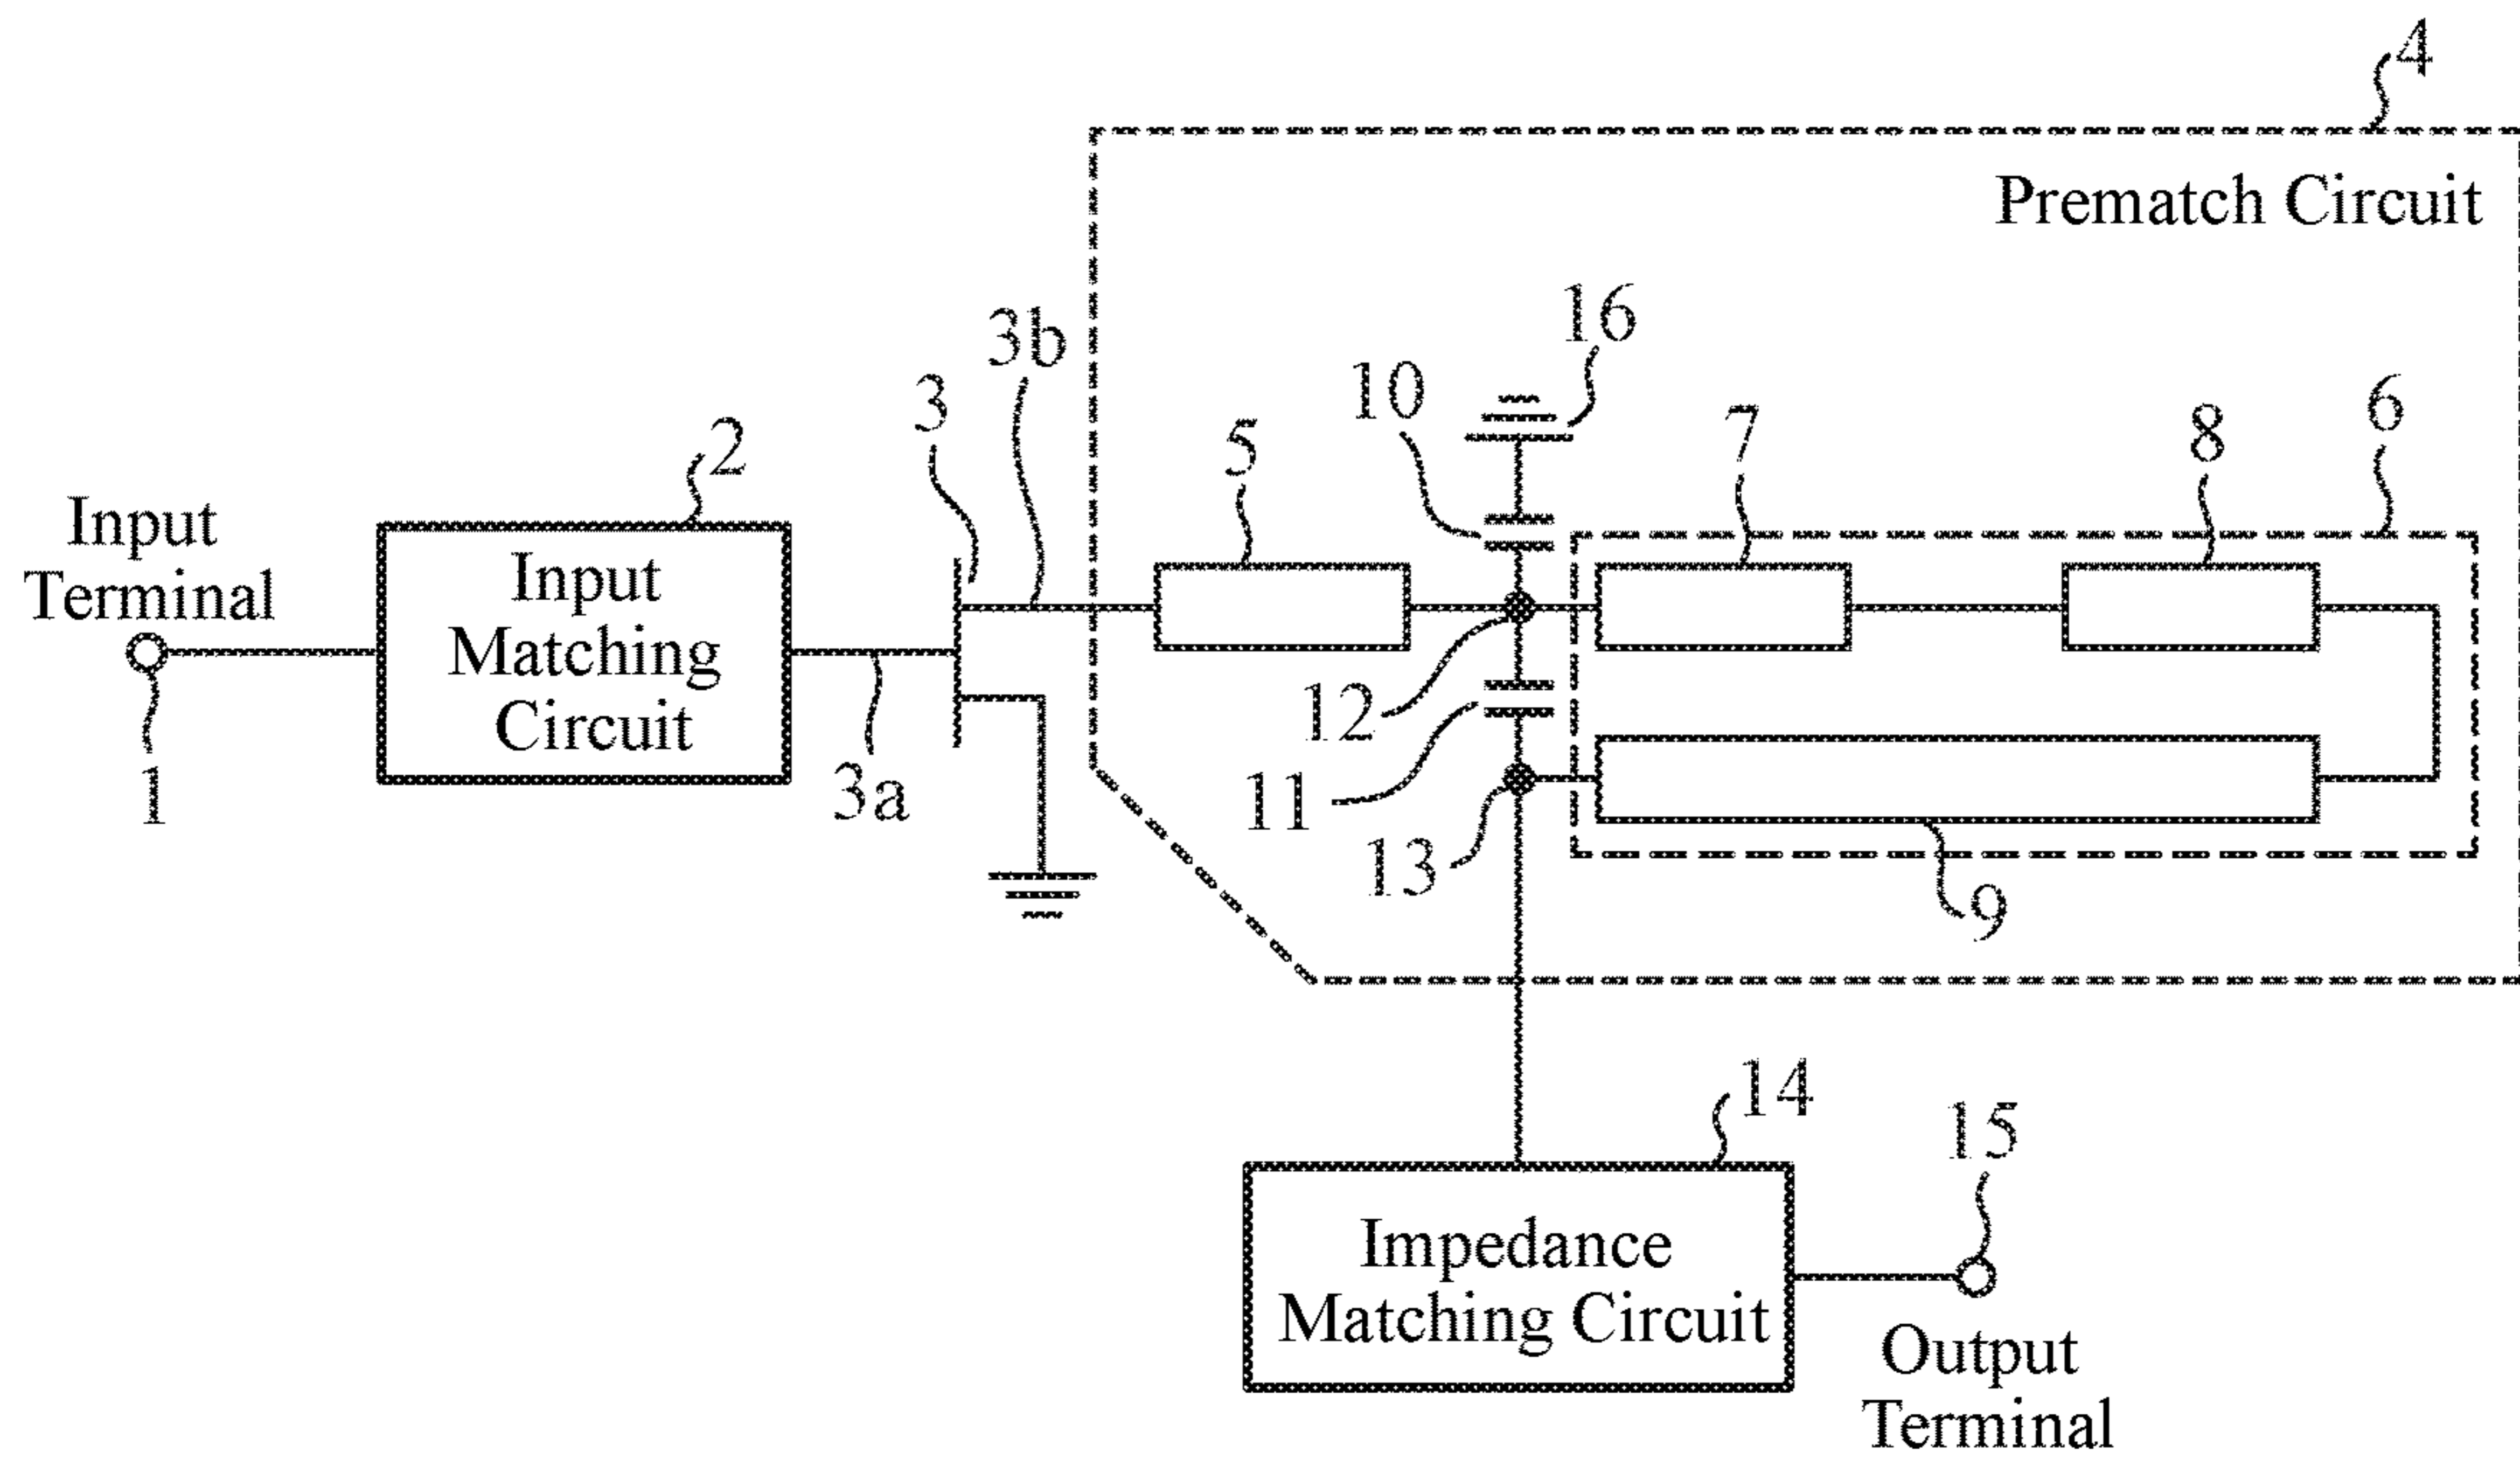 4
Prematch Circuit
16
3b
10
3
5
7
8
6
2
Input
Terminal
Input
Matching
Circuit
1
3a
12
11
13
9
14
15
Impedance
Matching Circuit
Output
Terminal